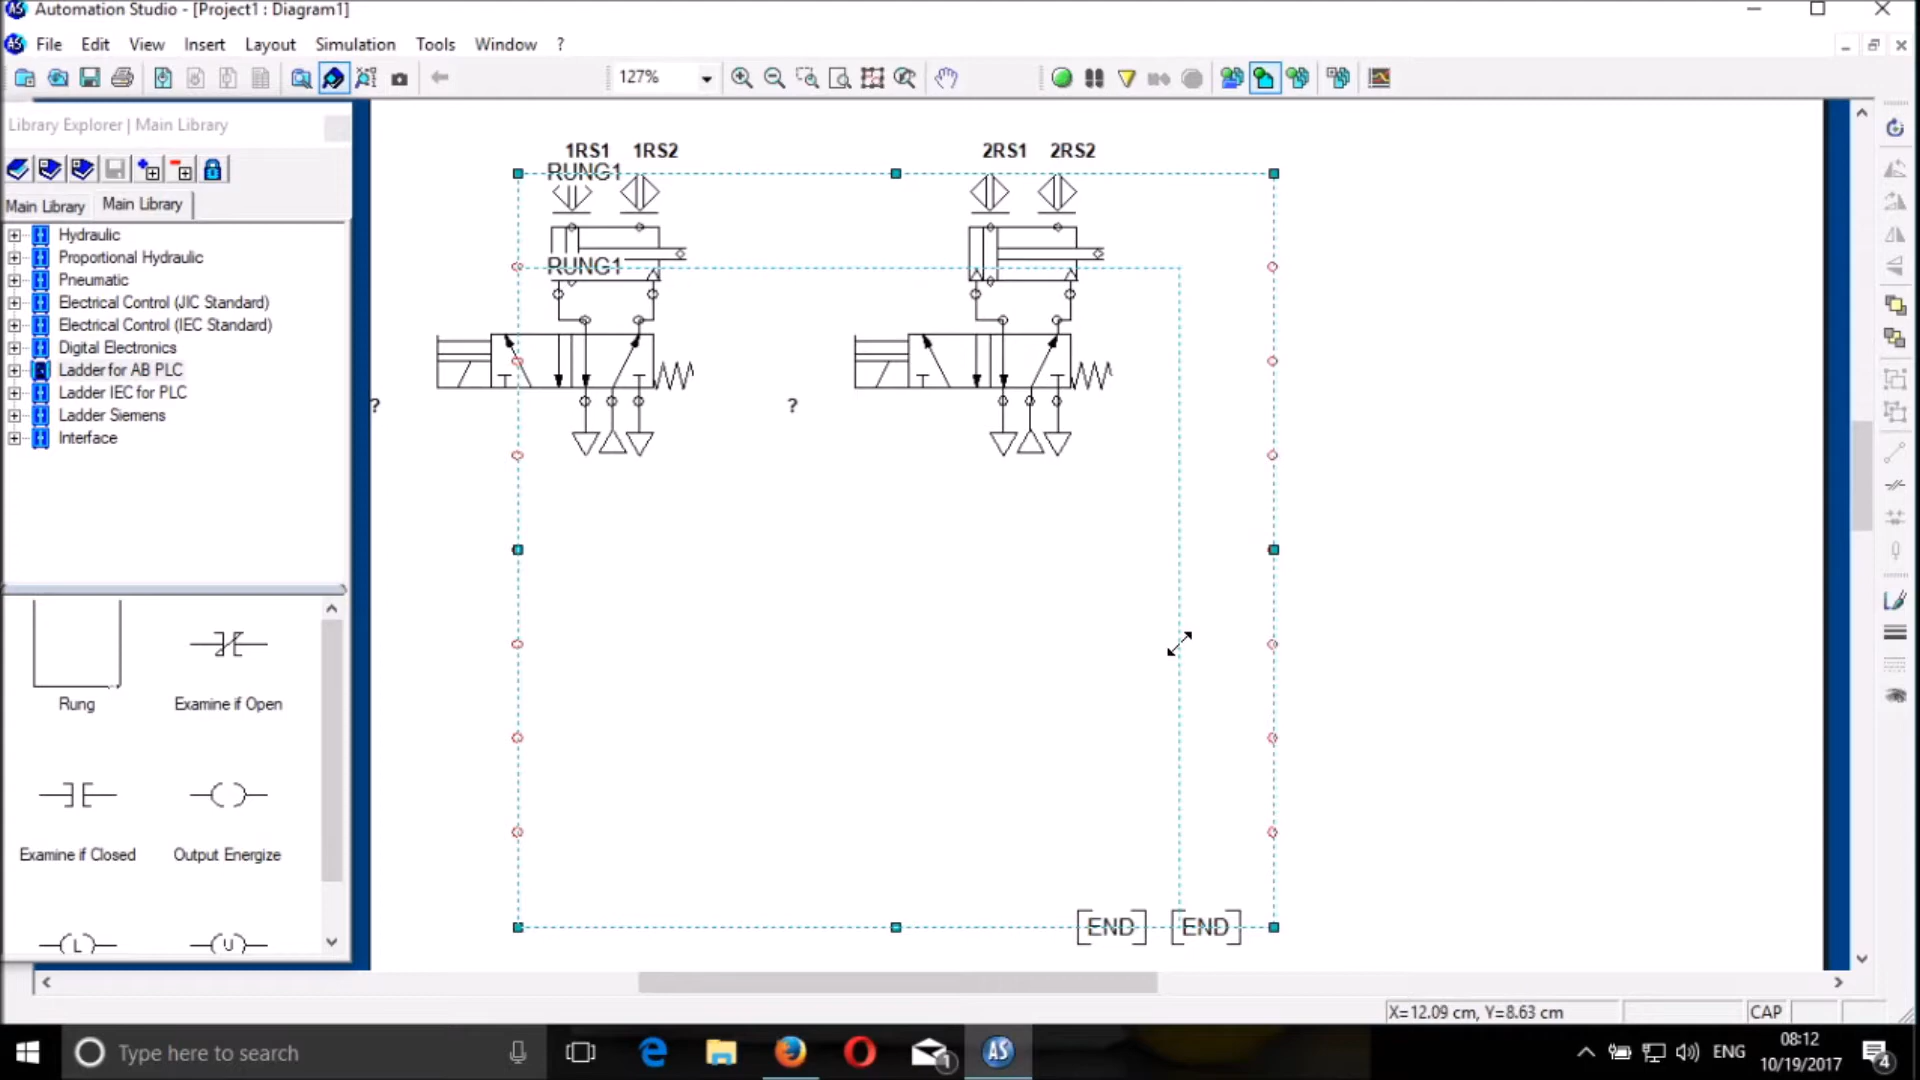 Automation Studio - [Project1 : Diagram1]
File Edit View Insert Layout Simulation Tools Window ?
127%
Library Explorer | Main Library
Main Library Main Library
Hydraulic
Proportional Hydraulic
Pneumatic
Electrical Control (JIC Standard)
Electrical Control (IEC Standard)
Digital Electronics
Ladder for AB PLC
Ladder IEC for PLC
Ladder Siemens
Interface
Rung Examine if Open
Examine if Closed Output Energize
(L) (U)
1RS1 1RS2 2RS1 2RS2
RUNG1
RUNG1
? ?
[END] [END]
X=12.09 cm, Y=8.63 cm CAP
Type here to search
AS
1
ENG
08:12
10/19/2017
4